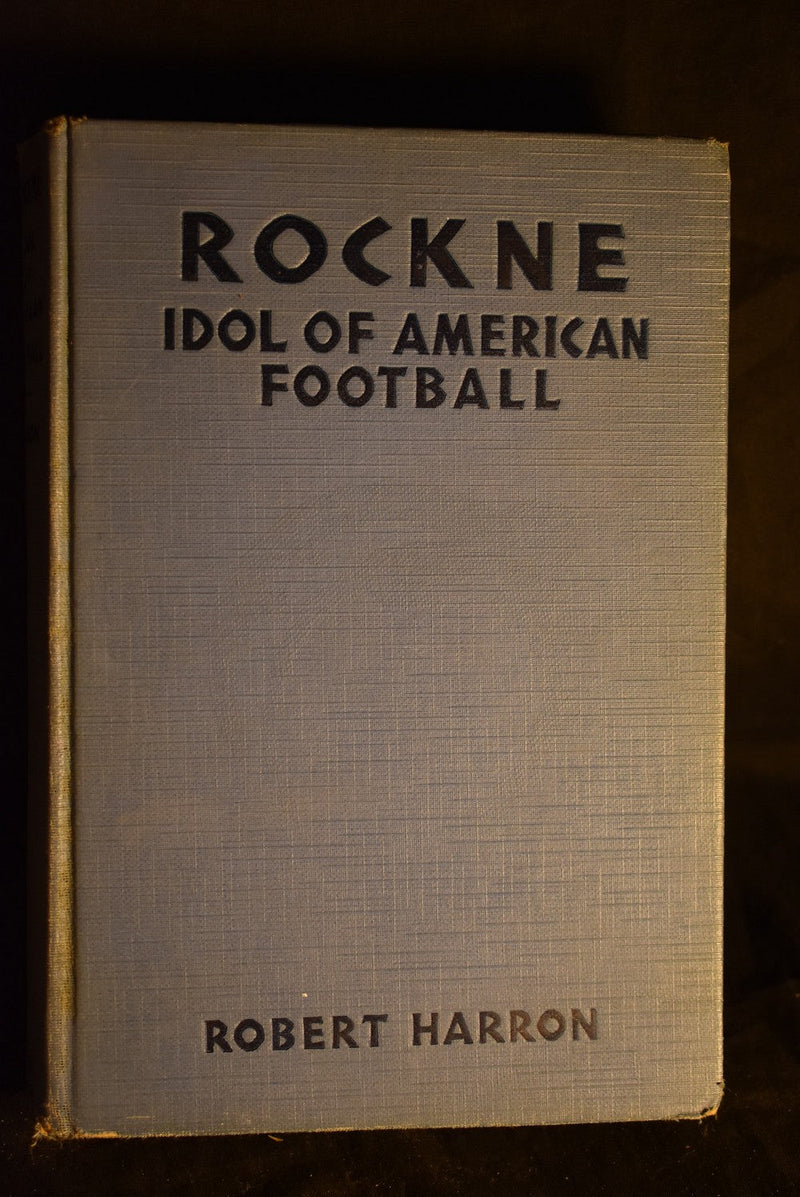 ROCKNE
IDOL OF AMERICAN
FOOTBALL
ROBERT HARRON